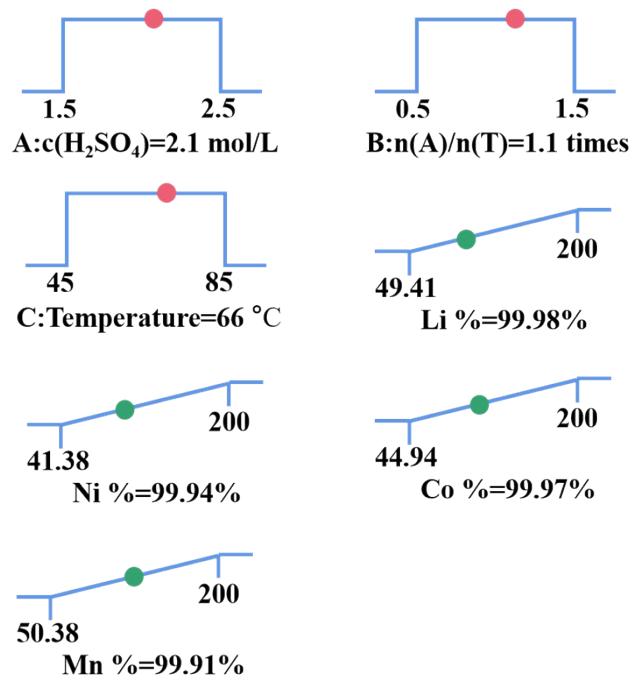 1.5 2.5
A:c(H₂SO₄)=2.1 mol/L
0.5 1.5
B:n(A)/n(T)=1.1 times
45 85
C:Temperature=66 °C
49.41 200
Li %=99.98%
41.38 200
Ni %=99.94%
44.94 200
Co %=99.97%
50.38 200
Mn %=99.91%